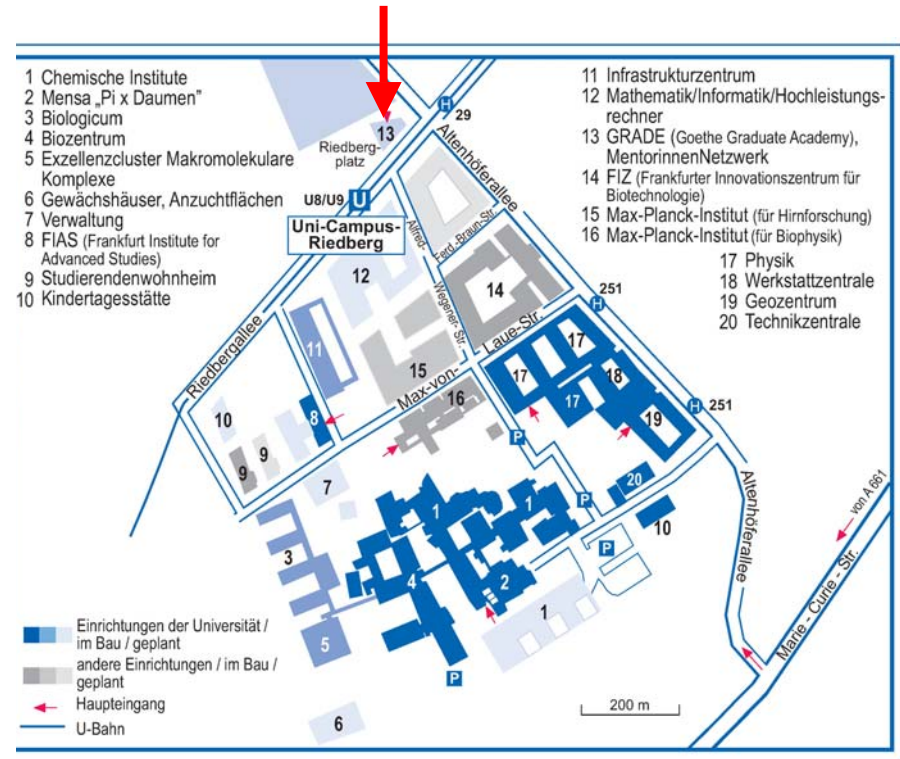 1 Chemische Institute
2 Mensa „Pi x Daumen"
3 Biologicum
4 Biozentrum
5 Exzellenzcluster Makromolekulare
Komplexe
6 Gewächshäuser, Anzuchtflächen
7 Verwaltung
8 FIAS (Frankfurt Institute for
Advanced Studies)
9 Studierendenwohnheim
10 Kindertagesstätte
11 Infrastrukturzentrum
12 Mathematik/Informatik/Hochleistungs-
rechner
13 GRADE (Goethe Graduate Academy),
MentorinnenNetzwerk
14 FIZ (Frankfurter Innovationszentrum für
Biotechnologie)
15 Max-Planck-Institut (für Hirnforschung)
16 Max-Planck-Institut (für Biophysik)
17 Physik
18 Werkstattzentrale
19 Geozentrum
20 Technikzentrale
H
29
13
Riedberg-
platz
Altenhöferallee
U8/U9 U
Uni-Campus-
Riedberg
Alfred-
Wegener-Str.
Ferd.-Braun-Str.
12
14
H 251
Riedbergallee
11
15
Max-von-
Laue-Str.
17
17
17
18
16
10
8
19
H 251
9
9
P
7
20
Altenhöferallee
von A 661
1
1
P
10
3
P
4
2
Marie - Curie - Str.
1
5
P
6
Einrichtungen der Universität /
im Bau / geplant
andere Einrichtungen / im Bau /
geplant
Haupteingang
U-Bahn
200 m